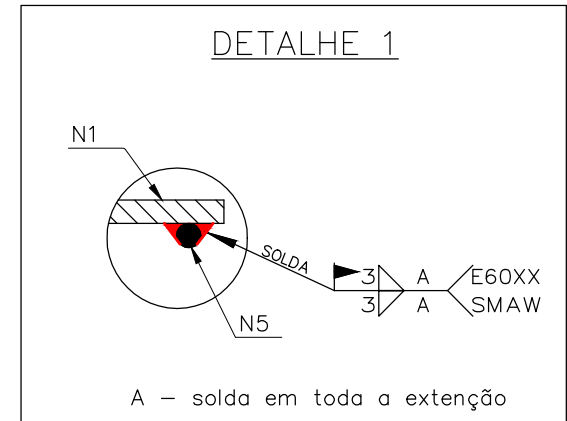 DETALHE 1
N1
SOLDA
3 A E60XX
3 A SMAW
N5
A – solda em toda a extenção